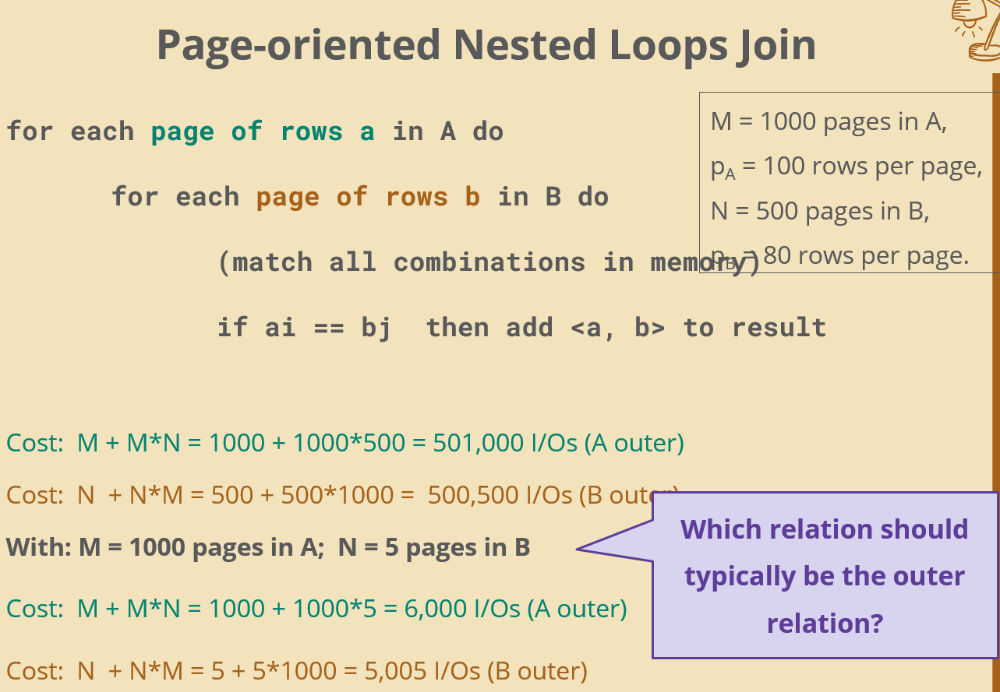 Page-oriented Nested Loops Join
for each page of rows a in A do
for each page of rows b in B do
(match all combinations in memory)
if ai == bj then add <a, b> to result
M = 1000 pages in A,
pA = 100 rows per page,
N = 500 pages in B,
pB = 80 rows per page.
Cost: M + M*N = 1000 + 1000*500 = 501,000 I/Os (A outer)
Cost: N + N*M = 500 + 500*1000 = 500,500 I/Os (B outer)
With: M = 1000 pages in A; N = 5 pages in B
Cost: M + M*N = 1000 + 1000*5 = 6,000 I/Os (A outer)
Cost: N + N*M = 5 + 5*1000 = 5,005 I/Os (B outer)
Which relation should
typically be the outer
relation?